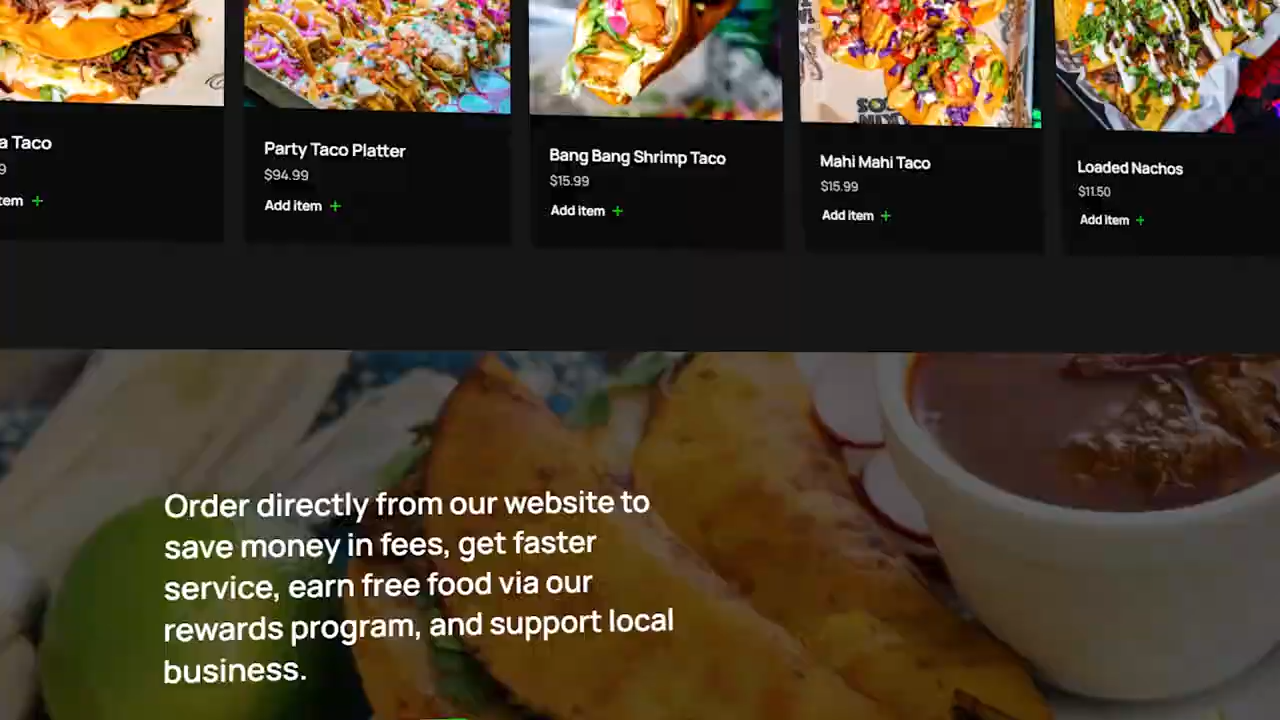 a Taco
Party Taco Platter
Bang Bang Shrimp Taco
Mahi Mahi Taco
Loaded Nachos
9
$94.99
$15.99
$15.99
$11.50
tem +
Add item +
Add item +
Add item +
Add item +
Order directly from our website to
save money in fees, get faster
service, earn free food via our
rewards program, and support local
business.